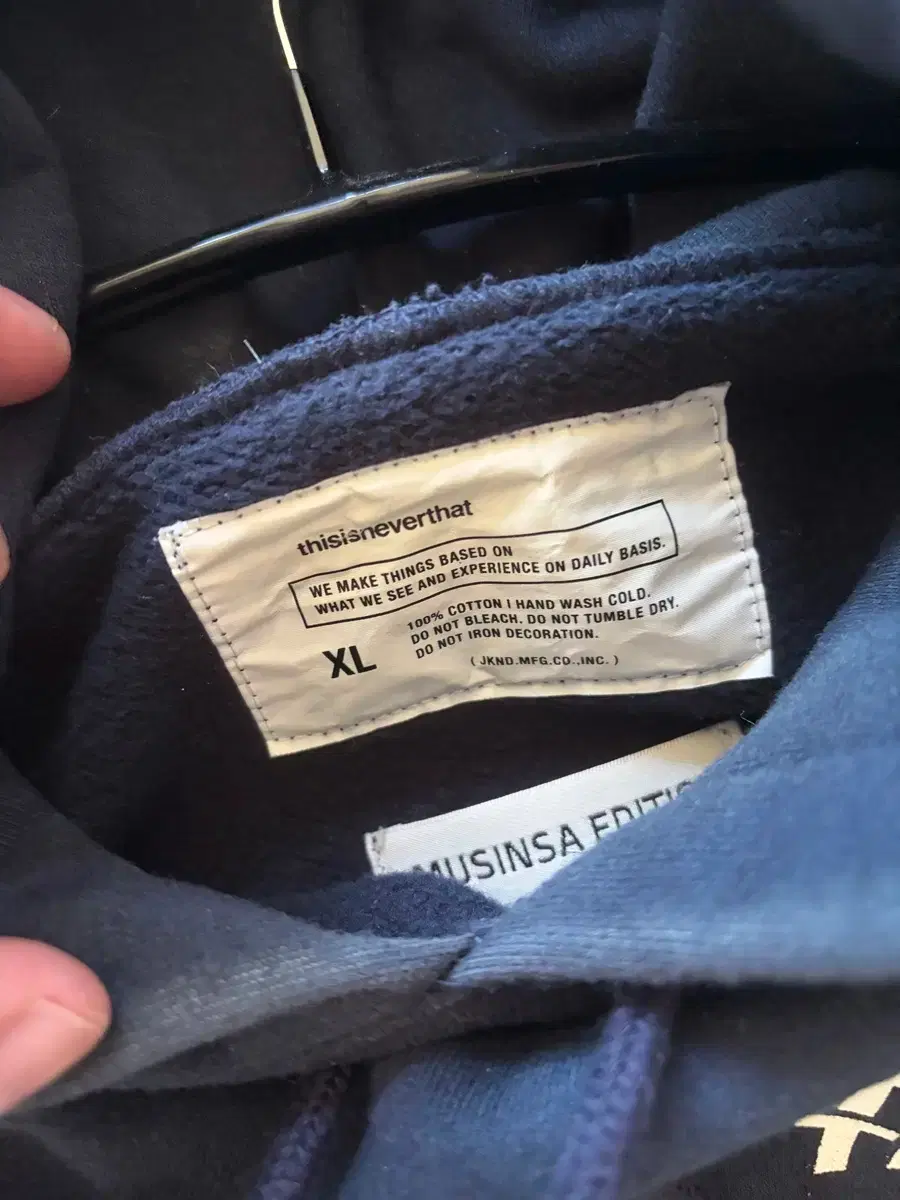 thisisneverthat
WE MAKE THINGS BASED ON
WHAT WE SEE AND EXPERIENCE ON DAILY BASIS.
XL
100% COTTON I HAND WASH COLD.
DO NOT BLEACH. DO NOT TUMBLE DRY.
DO NOT IRON DECORATION.
( JKND.MFG.CO.,INC. )
MUSINSA